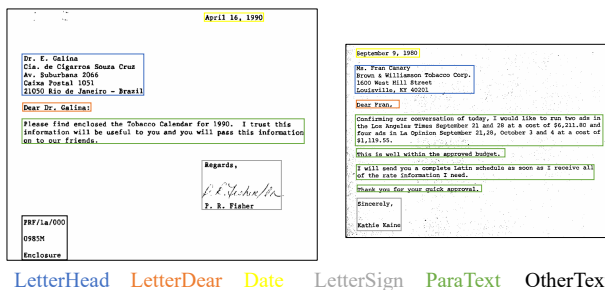 April 16, 1990
Dr. E. Galina
Cia. de Cigarros Souza Cruz
Av. Suburbana 2066
Caixa Postal 1051
21050 Rio de Janeiro - Brazil
Dear Dr. Galina:
Please find enclosed the Tobacco Calendar for 1990. I trust this
information will be useful to you and you will pass this information
on to our friends.
Regards,
P. R. Fisher/
P. R. Fisher
PRF/la/000
0985M
Enclosure
September 9, 1980
Ms. Fran Canary
Brown & Williamson Tobacco Corp.
1600 West Hill Street
Louisville, KY 40201
Dear Fran,
Confirming our conversation of today, I would like to run two ads in
the Los Angeles Times September 21 and 28 at a cost of $6,211.80 and
four ads in La Opinion September 21,28, October 3 and 4 at a cost of
$1,119.55.
This is well within the approved budget.
I will send you a complete Latin schedule as soon as I receive all
of the rate information I need.
Thank you for your quick approval.
Sincerely,
Kathie Kaine
LetterHead LetterDear Date LetterSign ParaText OtherTex